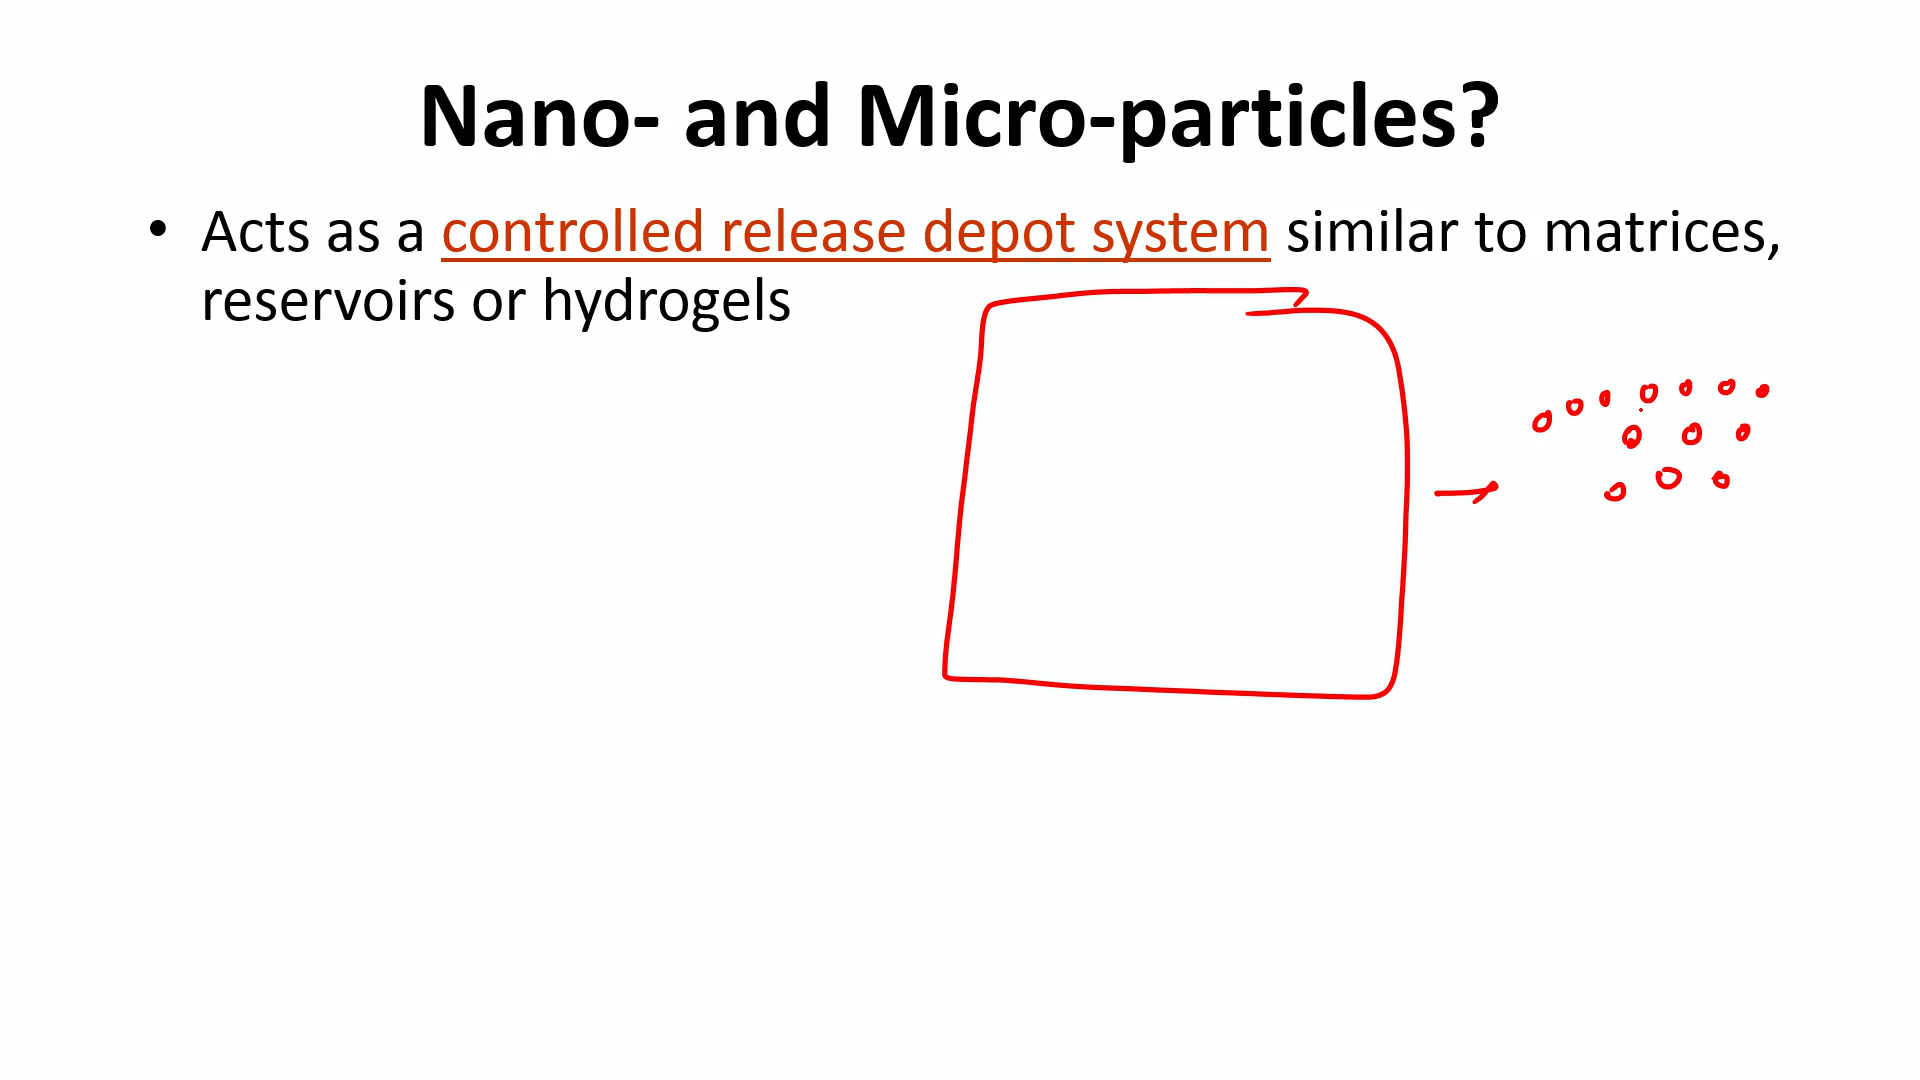 Nano- and Micro-particles?
• Acts as a controlled release depot system similar to matrices,
reservoirs or hydrogels